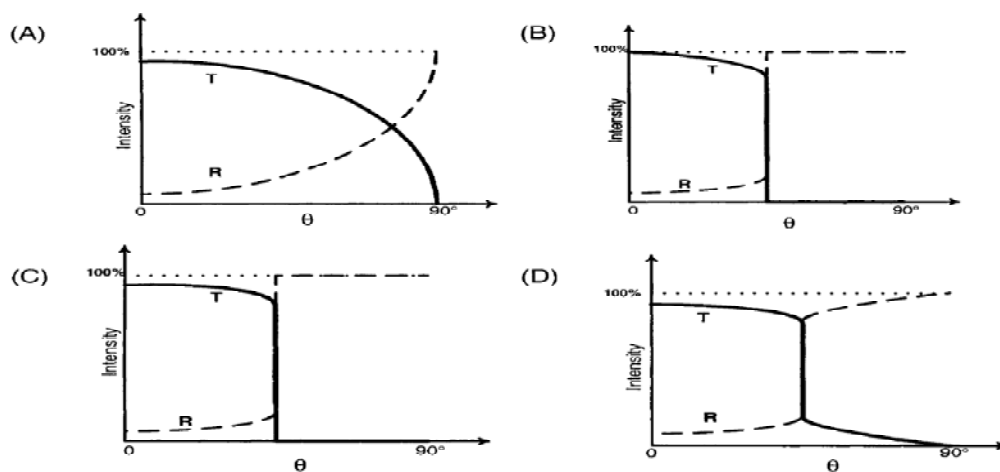 (A)
100%
T
Intensity
R
0
θ
90°
(B)
100%
T
Intensity
R
0
θ
90°
(C)
100%
T
Intensity
R
0
θ
90°
(D)
100%
T
Intensity
R
0
θ
90°